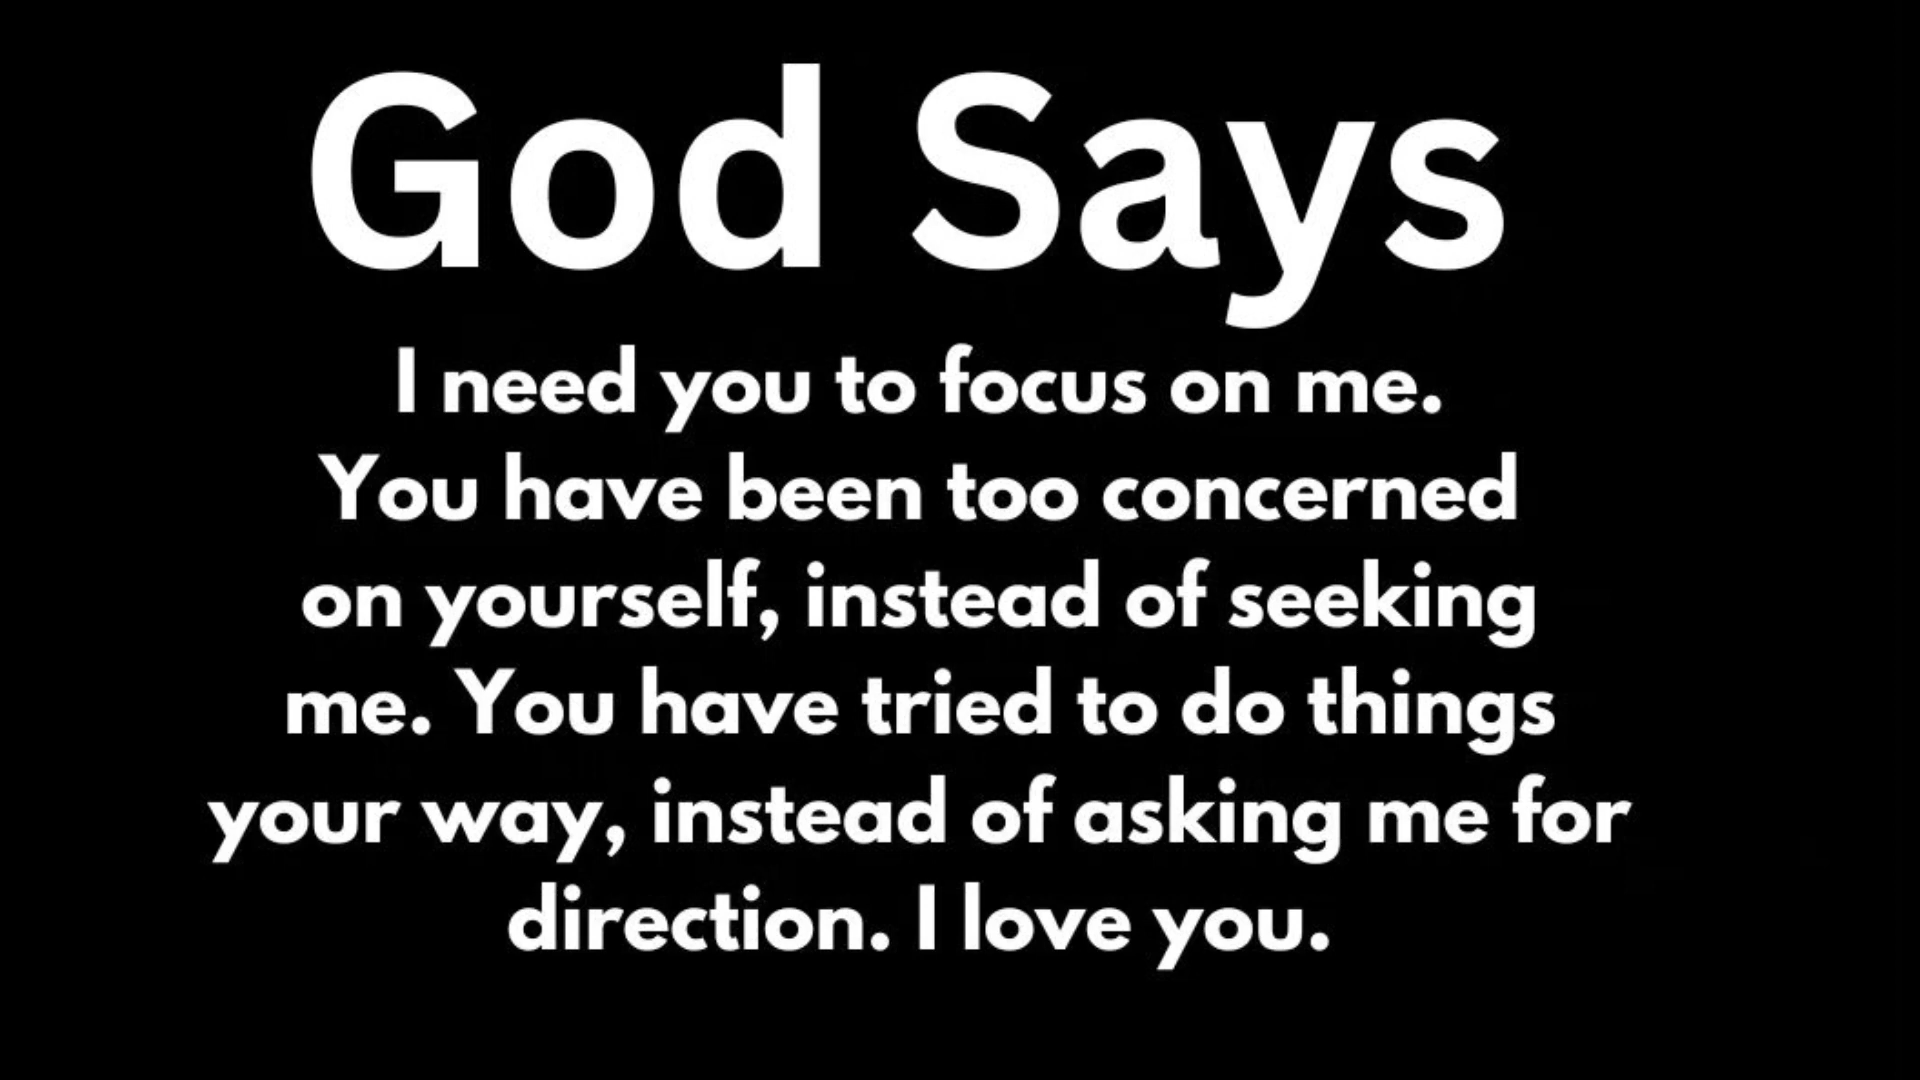 God Says
I need you to focus on me.
You have been too concerned
on yourself, instead of seeking
me. You have tried to do things
your way, instead of asking me for
direction. I love you.